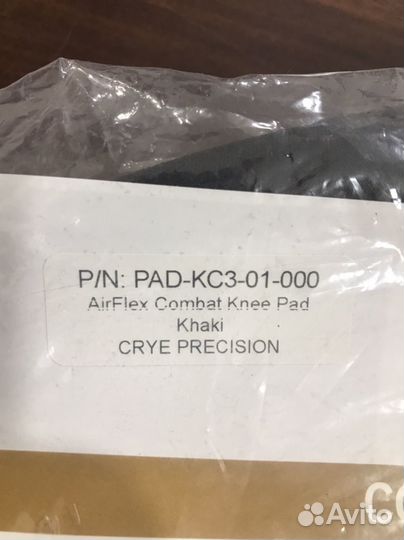 P/N: PAD-KC3-01-000
AirFlex Combat Knee Pad
Khaki
CRYE PRECISION
Avito